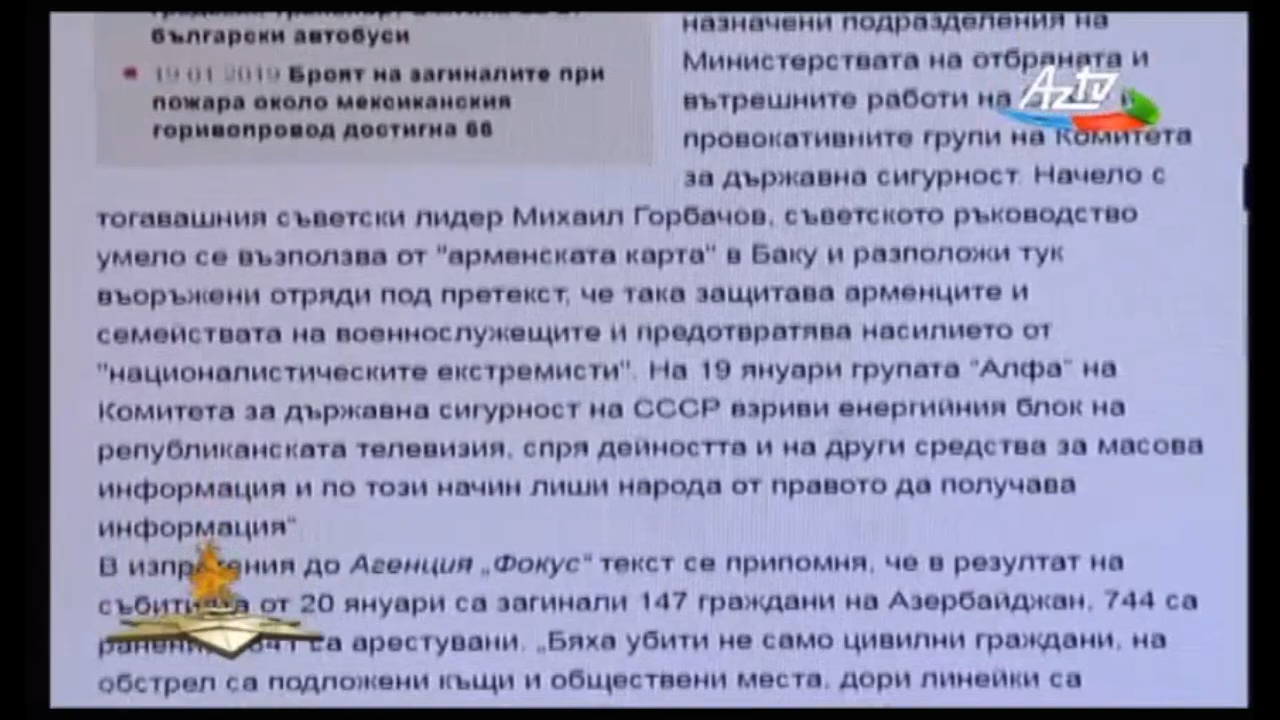 български автобуси
19.01.2019 Броят на загиналите при
пожара около мексиканския
горивопровод достигна 66
назначени подразделения на
Министерствата на отбраната и
вътрешните работи на
провокативните групи на Комитета
за държавна сигурност. Начело с
тогавашния съветски лидер Михаил Горбачов, съветското ръководство
умело се възползва от "арменската карта" в Баку и разположи тук
въоръжени отряди под претекст, че така защитава арменците и
семействата на военнослужещите и предотвратява насилието от
"националистическите екстремисти". На 19 януари групата "Алфа" на
Комитета за държавна сигурност на СССР взриви енергийния блок на
републиканската телевизия, спря дейността и на други средства за масова
информация и по този начин лиши народа от правото да получава
информация"
В до Агенция „Фокус“ текст се припомня, че в резултат на
от 20 януари са загинали 147 граждани на Азербайджан, 744 са
са арестувани. „Бяха убити не само цивилни граждани, на
обстрел са подложени къщи и обществени места, дори линейки са
AzTV